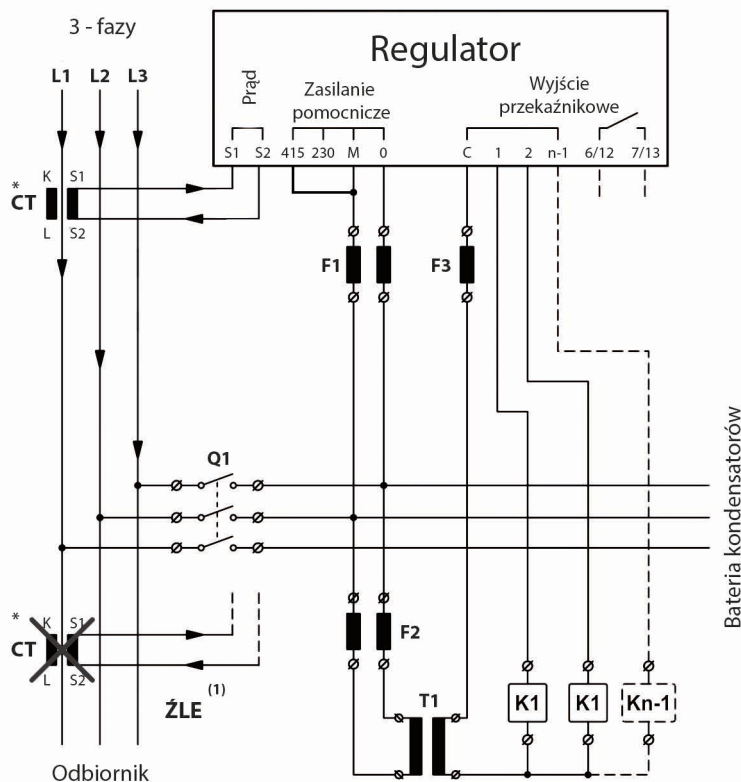 3 - fazy
Regulator
L1 L2 L3
Prąd
Zasilanie
pomocnicze
Wyjście
przekaźnikowe
S1 S2 415 230 M 0 C 1 2 n-1 6/12 7/13
K S1
*
CT
L S2
F1
F3
Q1
Bateria kondensatorów
*
K S1
CT
L S2
F2
ŹLE (1)
T1
K1 K1 Kn-1
Odbiornik